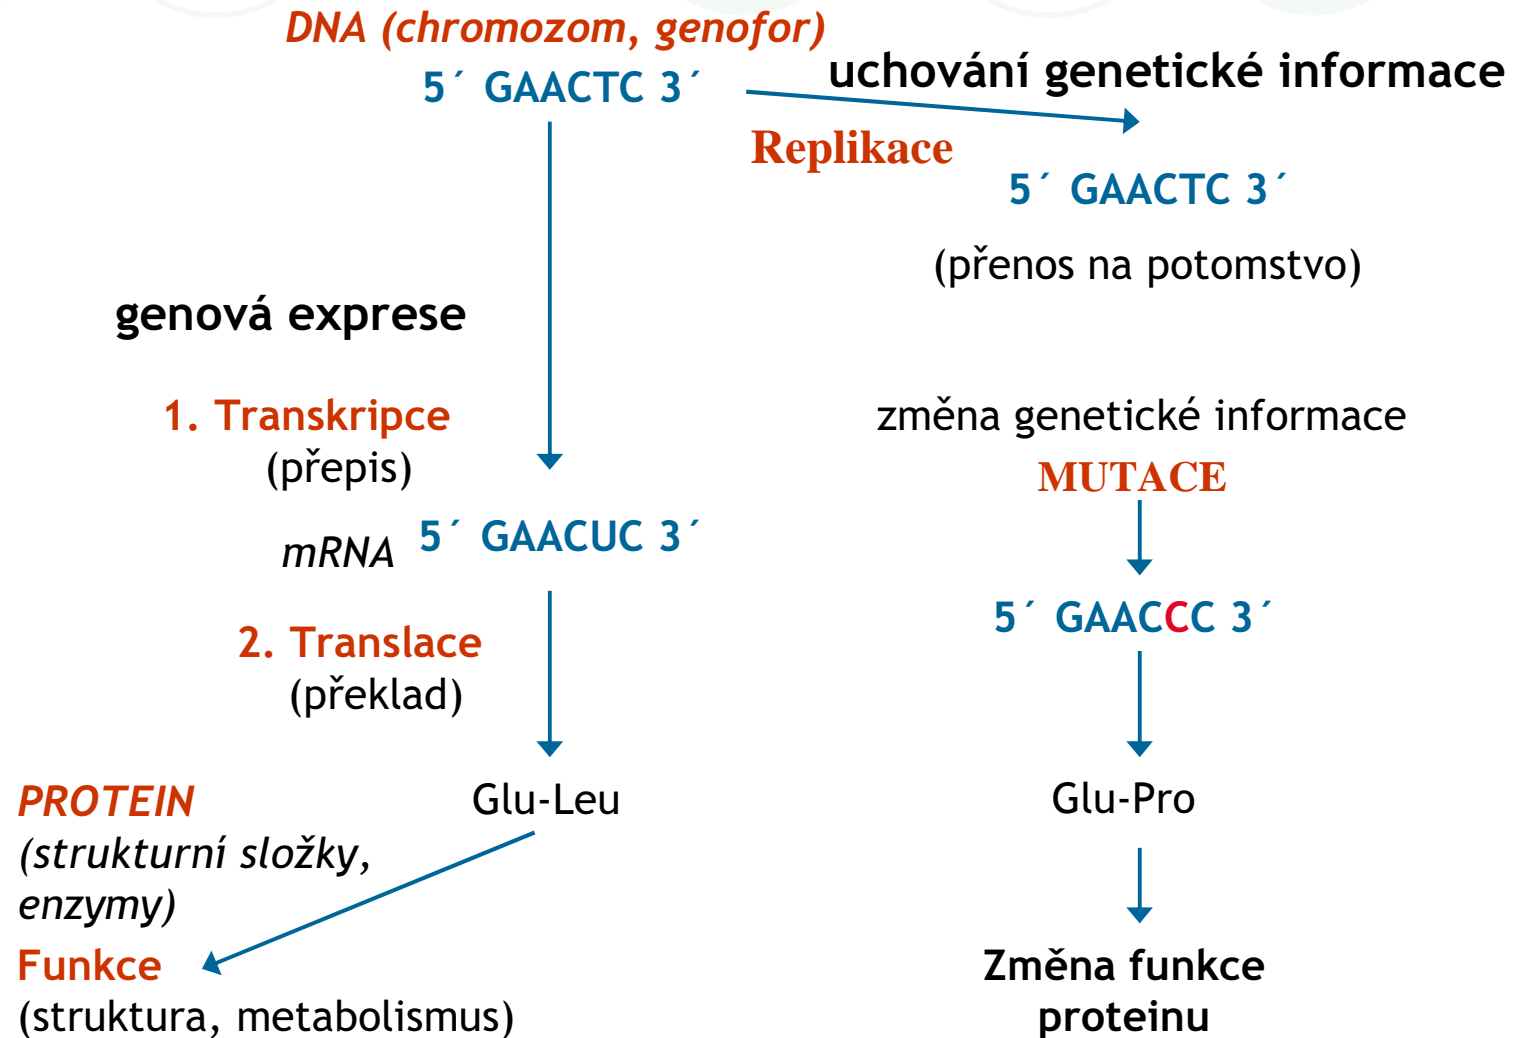 DNA (chromozom, genofor)
5´ GAACTC 3´
uchování genetické informace
Replikace
5´ GAACTC 3´
(přenos na potomstvo)
genová exprese
1. Transkripce
(přepis)
mRNA 5´ GAACUC 3´
2. Translace
(překlad)
Glu-Leu
PROTEIN
(strukturní složky,
enzymy)
Funkce
(struktura, metabolismus)
změna genetické informace
MUTACE
5´ GAACCC 3´
Glu-Pro
Změna funkce
proteinu